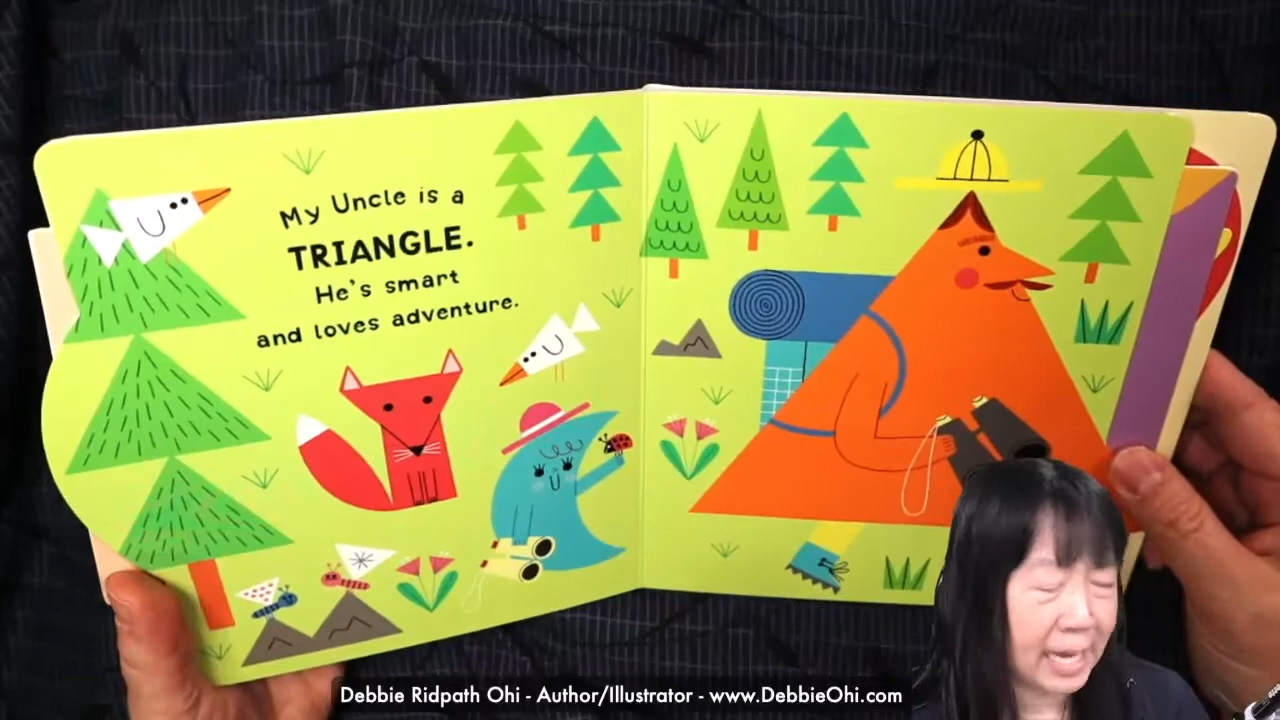 My Uncle is a
TRIANGLE.
He's smart
and loves adventure.
Debbie Ridpath Ohi - Author/Illustrator - www.DebbieOhi.com